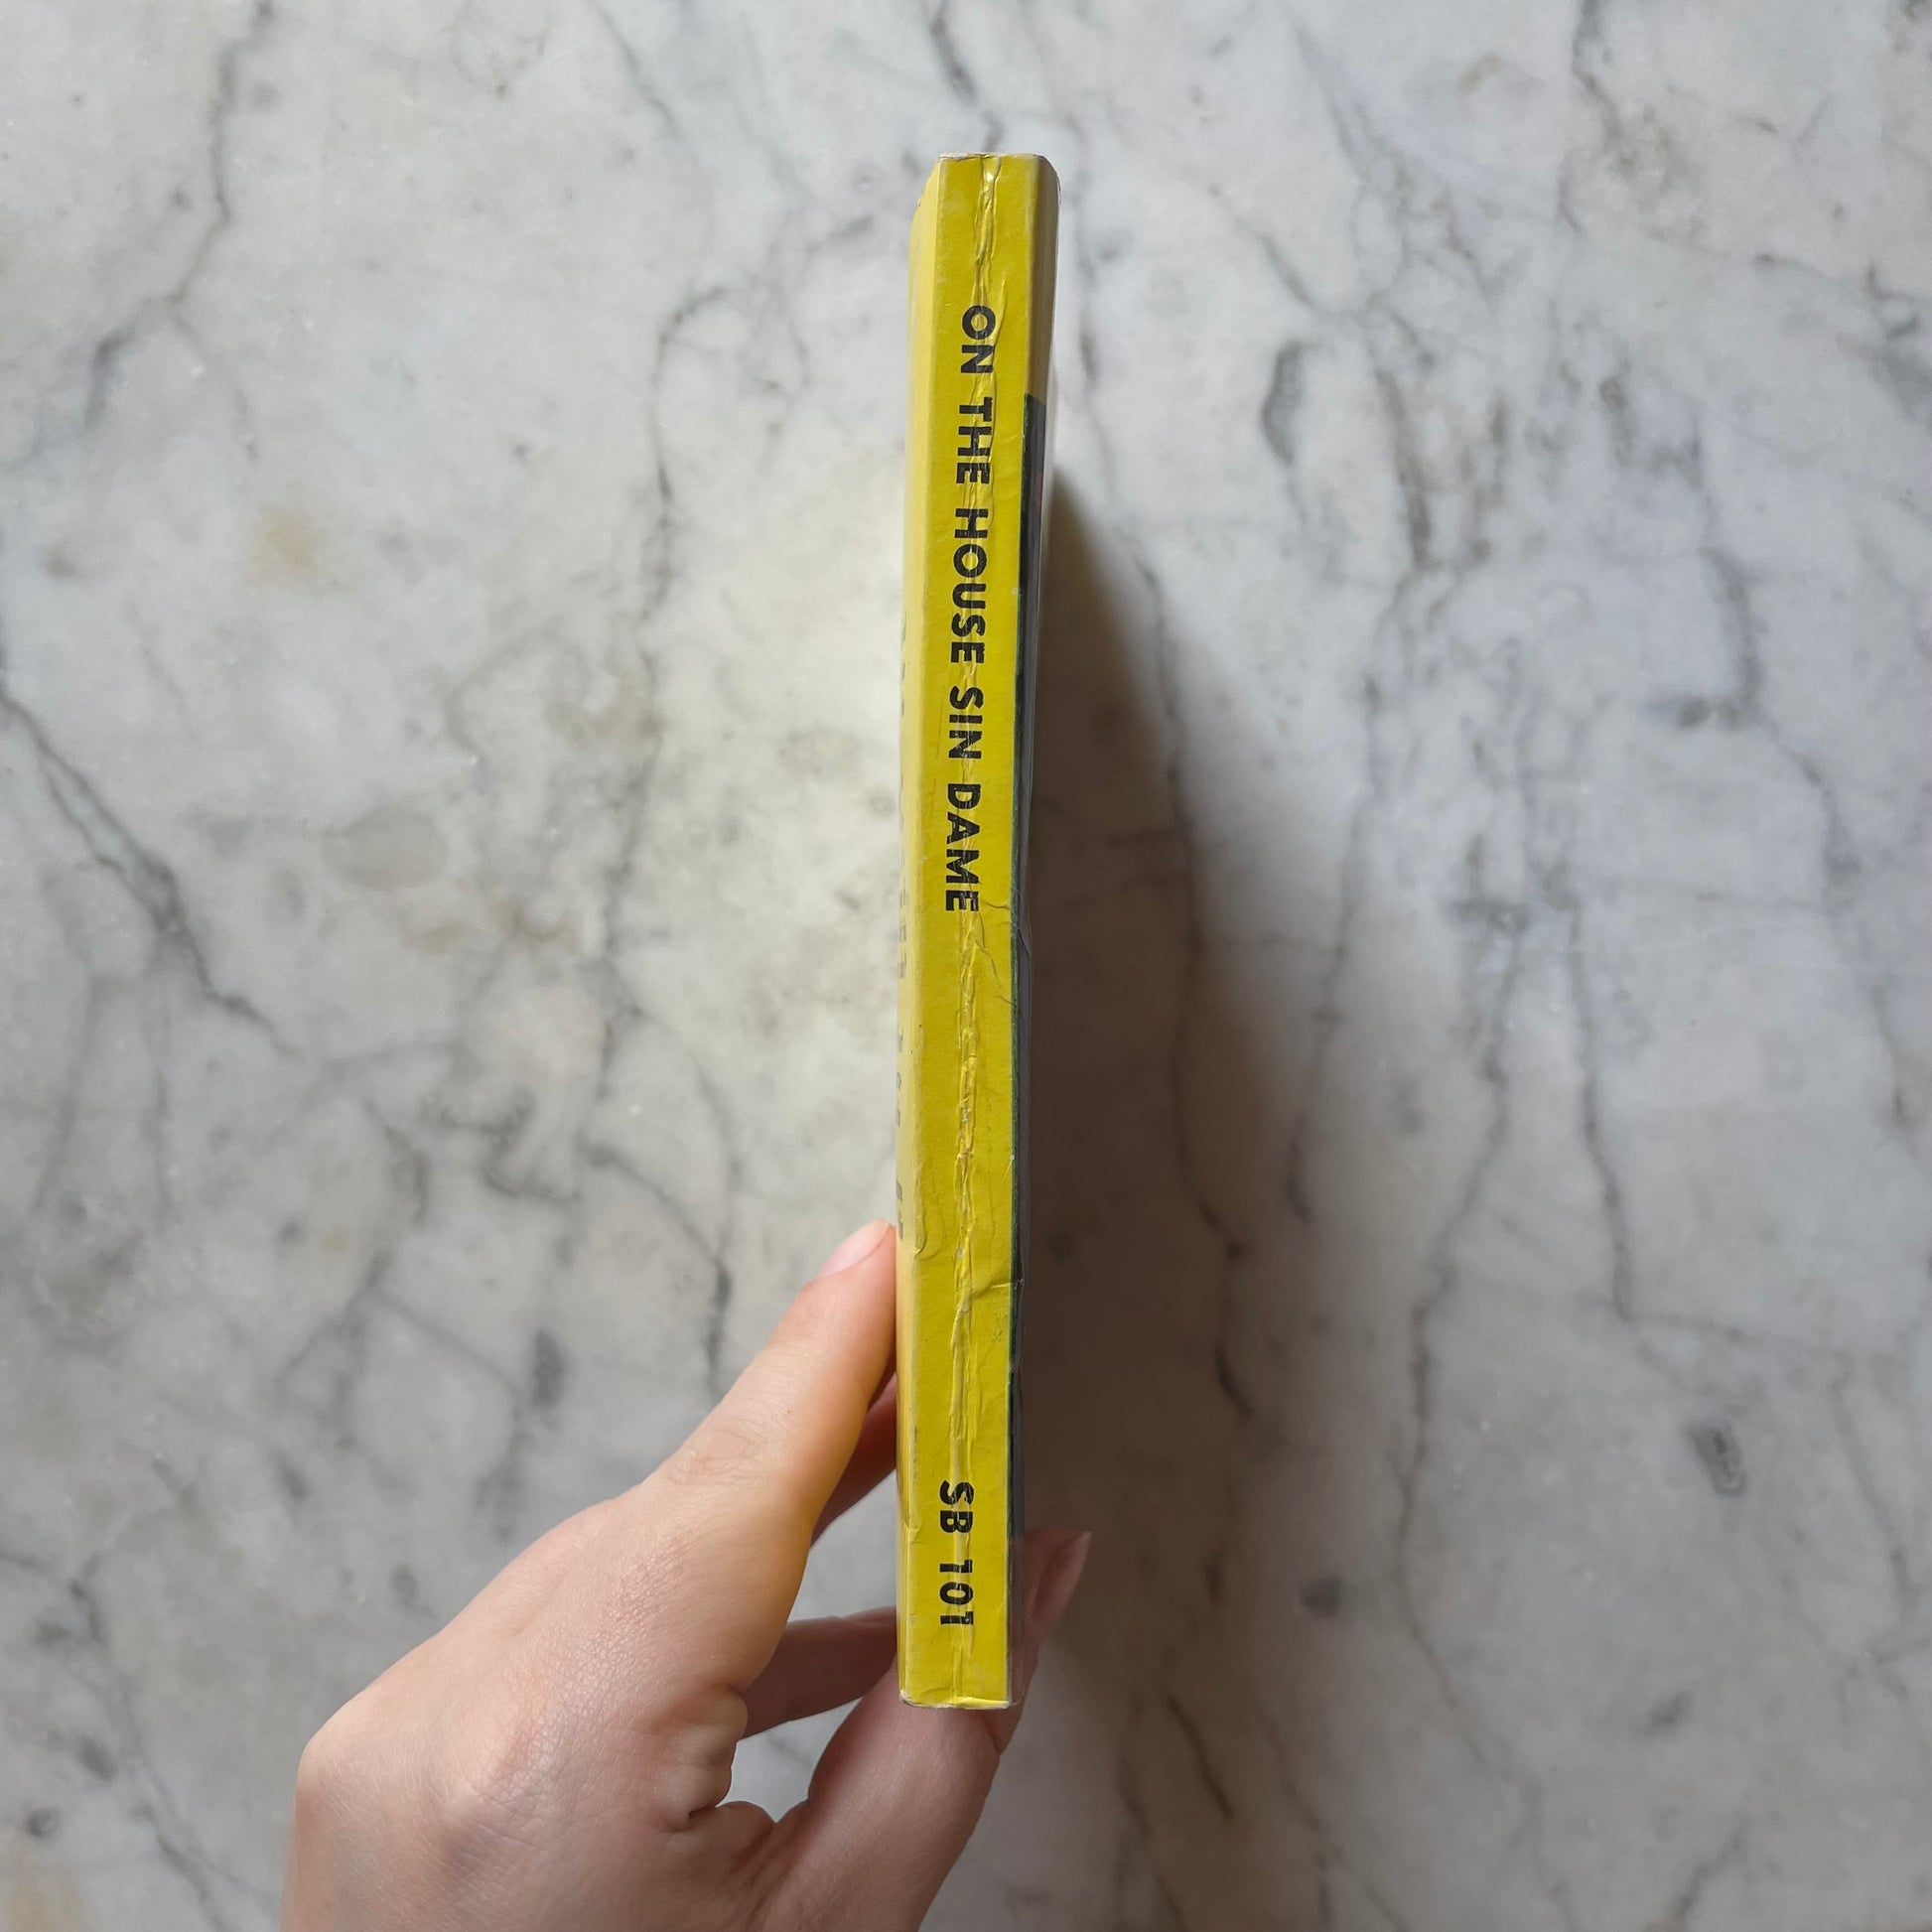 ON THE HOUSE SIN DAME
SB 101